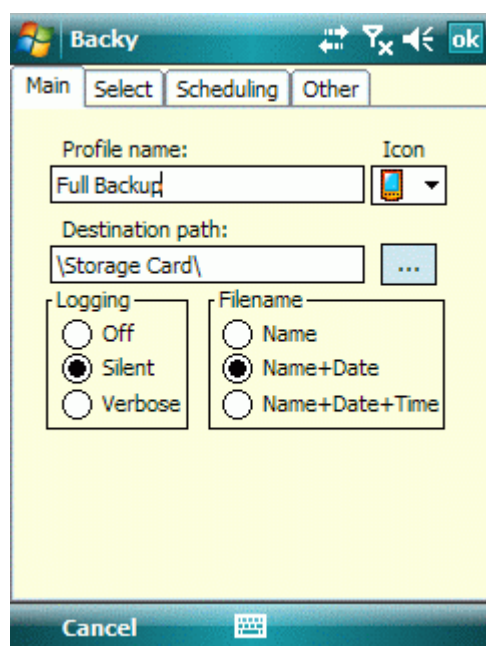 Backy ok
Main Select Scheduling Other
Profile name: Icon
Full Backup
Destination path:
\Storage Card\ ...
Logging Filename
Off Name
Silent Name+Date
Verbose Name+Date+Time
Cancel